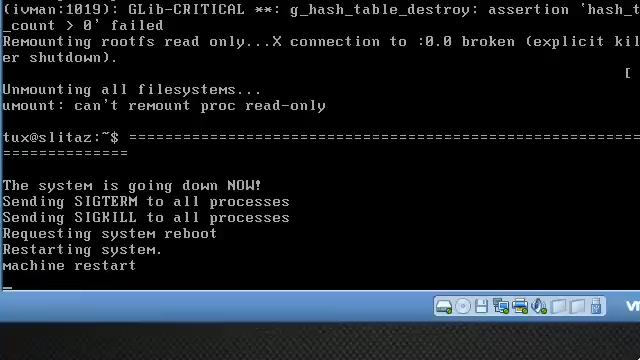 (ivman:1019): GLib-CRITICAL **: g_hash_table_destroy: assertion `hash_t
_count > 0' failed
Remounting rootfs read only...X connection to :0.0 broken (explicit kil
er shutdown).
[
Unmounting all filesystems...
umount: can't remount proc read-only
tux@slitaz:~$ ================================================================
===============
The system is going down NOW!
Sending SIGTERM to all processes
Sending SIGKILL to all processes
Requesting system reboot
Restarting system.
machine restart
_
vm